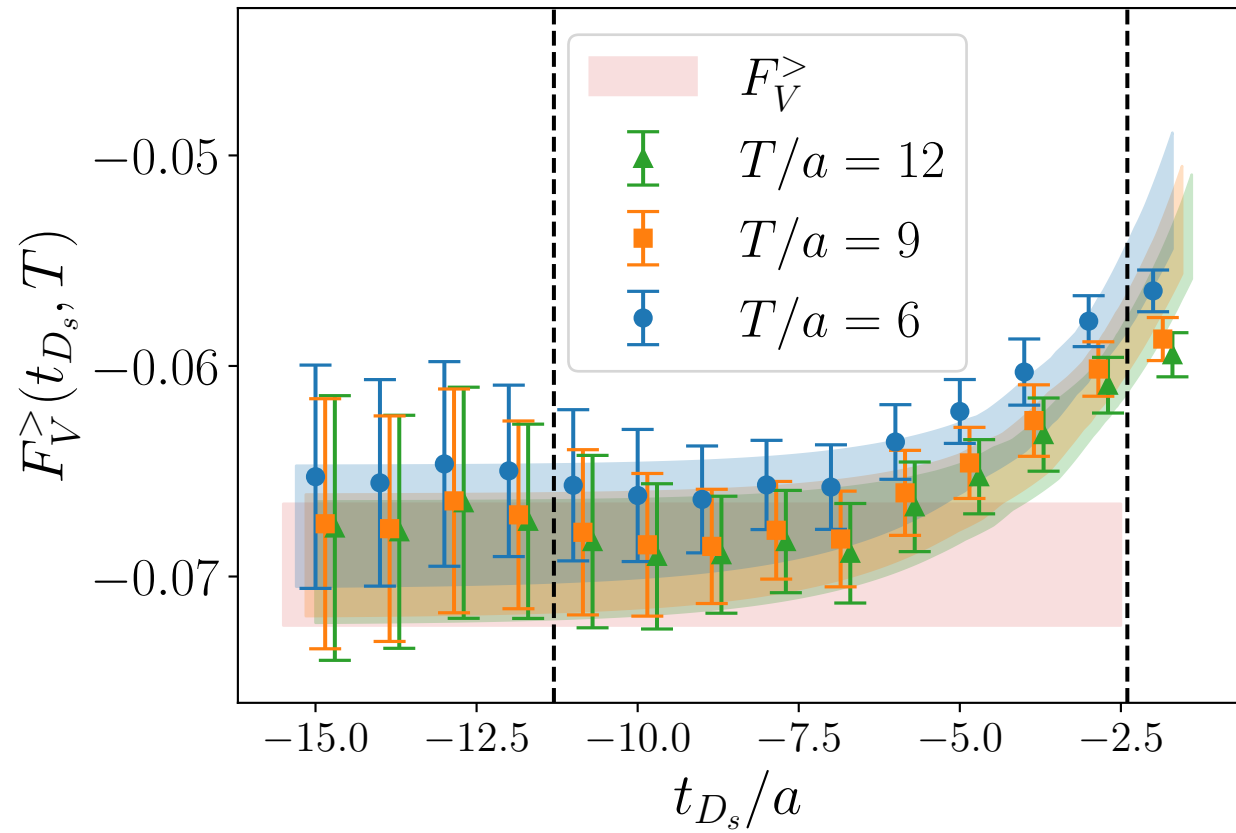 F_V^>(t_{D_s}, T)
−0.05
−0.06
−0.07
F_V^>
T/a = 12
T/a = 9
T/a = 6
−15.0 −12.5 −10.0 −7.5 −5.0 −2.5
t_{D_s}/a